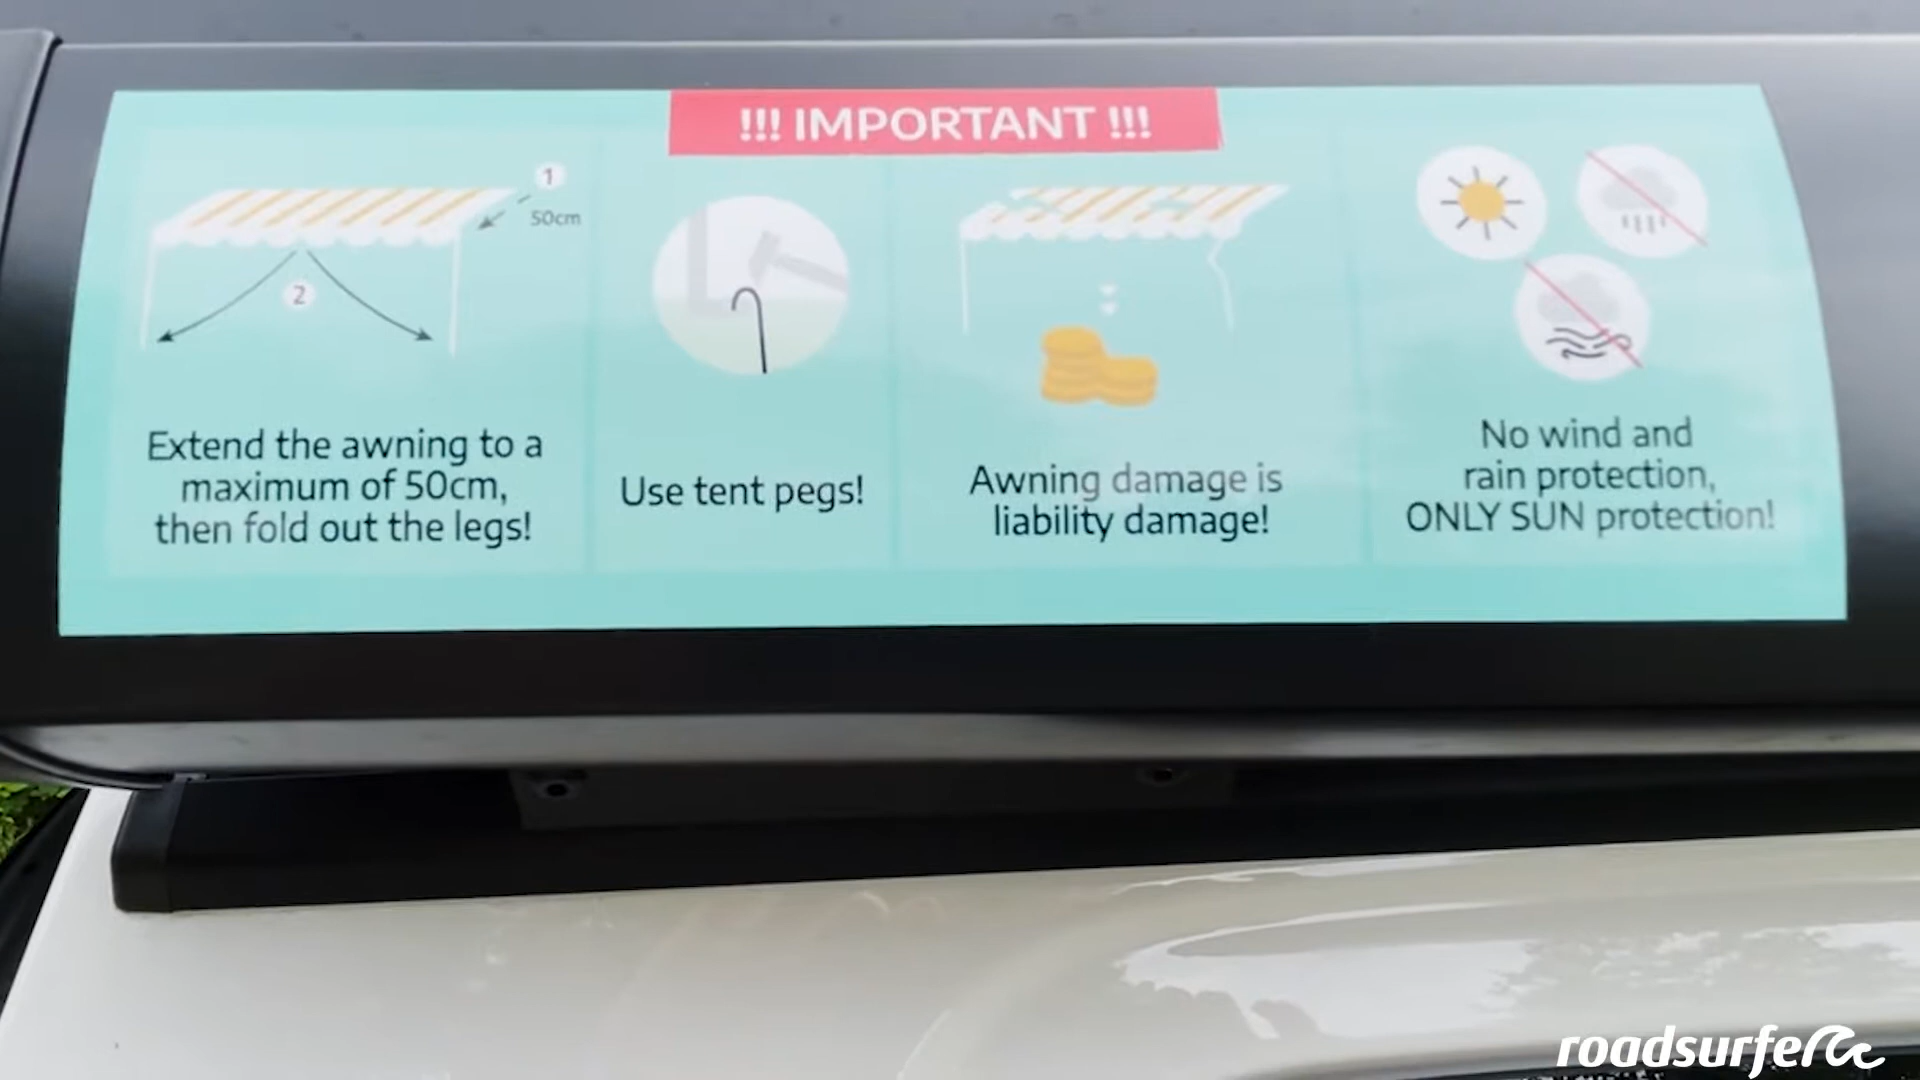 !!! IMPORTANT !!!
1
50cm
2
Extend the awning to a
maximum of 50cm,
then fold out the legs!
Use tent pegs!
Awning damage is
liability damage!
No wind and
rain protection,
ONLY SUN protection!
roadsurfer